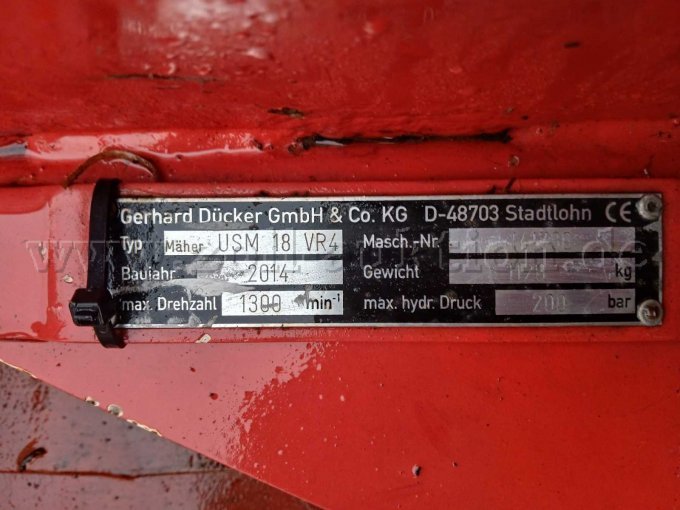 Gerhard Dücker GmbH & Co. KG D-48703 Stadtlohn CE
Typ Mäher USM 18 VR4 Masch.-Nr.
Baujahr 2014 Gewicht kg
max. Drehzahl 1300 min-1 max. hydr. Druck 200 bar